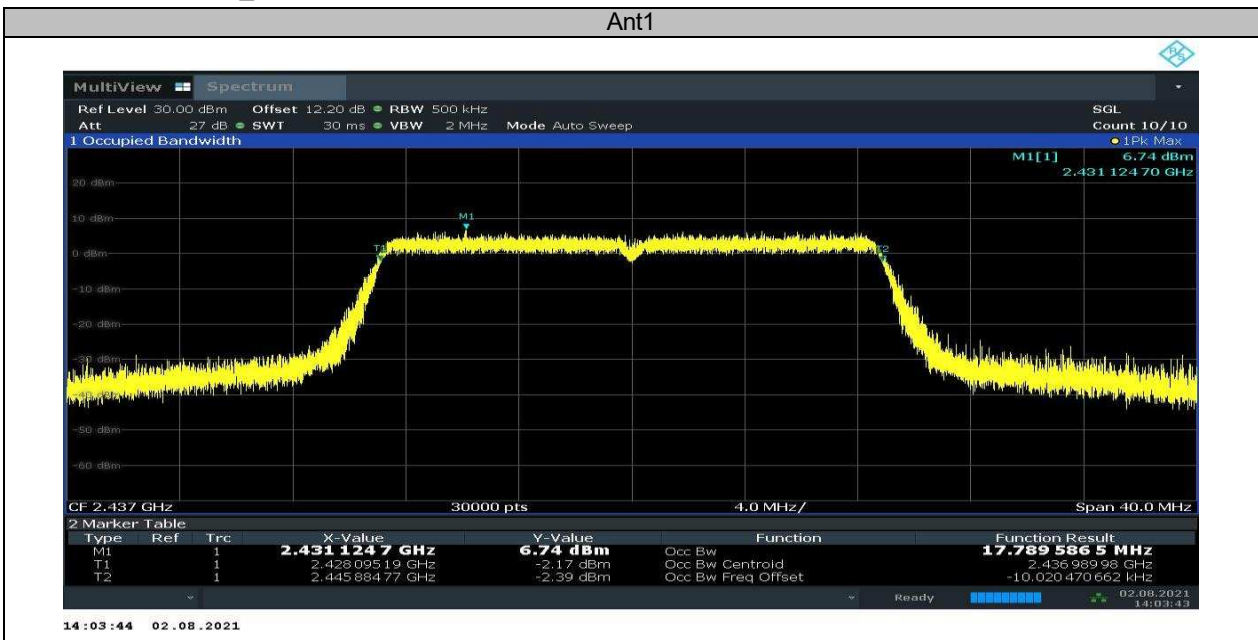 Ant1
R&S
MultiView Spectrum
Ref Level 30.00 dBm Offset 12.20 dB RBW 500 kHz SGL
Att 27 dB SWT 30 ms VBW 2 MHz Mode Auto Sweep Count 10/10
1 Occupied Bandwidth 1Pk Max
M1[1] 6.74 dBm
2.431 124 70 GHz
20 dBm
10 dBm
M1
0 dBm
T2
-10 dBm
-20 dBm
-30 dBm
-40 dBm
-50 dBm
-60 dBm
CF 2.437 GHz 30000 pts 4.0 MHz/ Span 40.0 MHz
2 Marker Table
Type Ref Trc X-Value Y-Value Function Function Result
M1 1 2.431 124 7 GHz 6.74 dBm Occ Bw 17.789 586 5 MHz
T1 1 2.428 095 19 GHz -2.17 dBm Occ Bw Centroid 2.436 989 98 GHz
T2 1 2.445 884 77 GHz -2.39 dBm Occ Bw Freq Offset -10.020 470 662 kHz
Ready 02.08.2021
14:03:43
14:03:44 02.08.2021